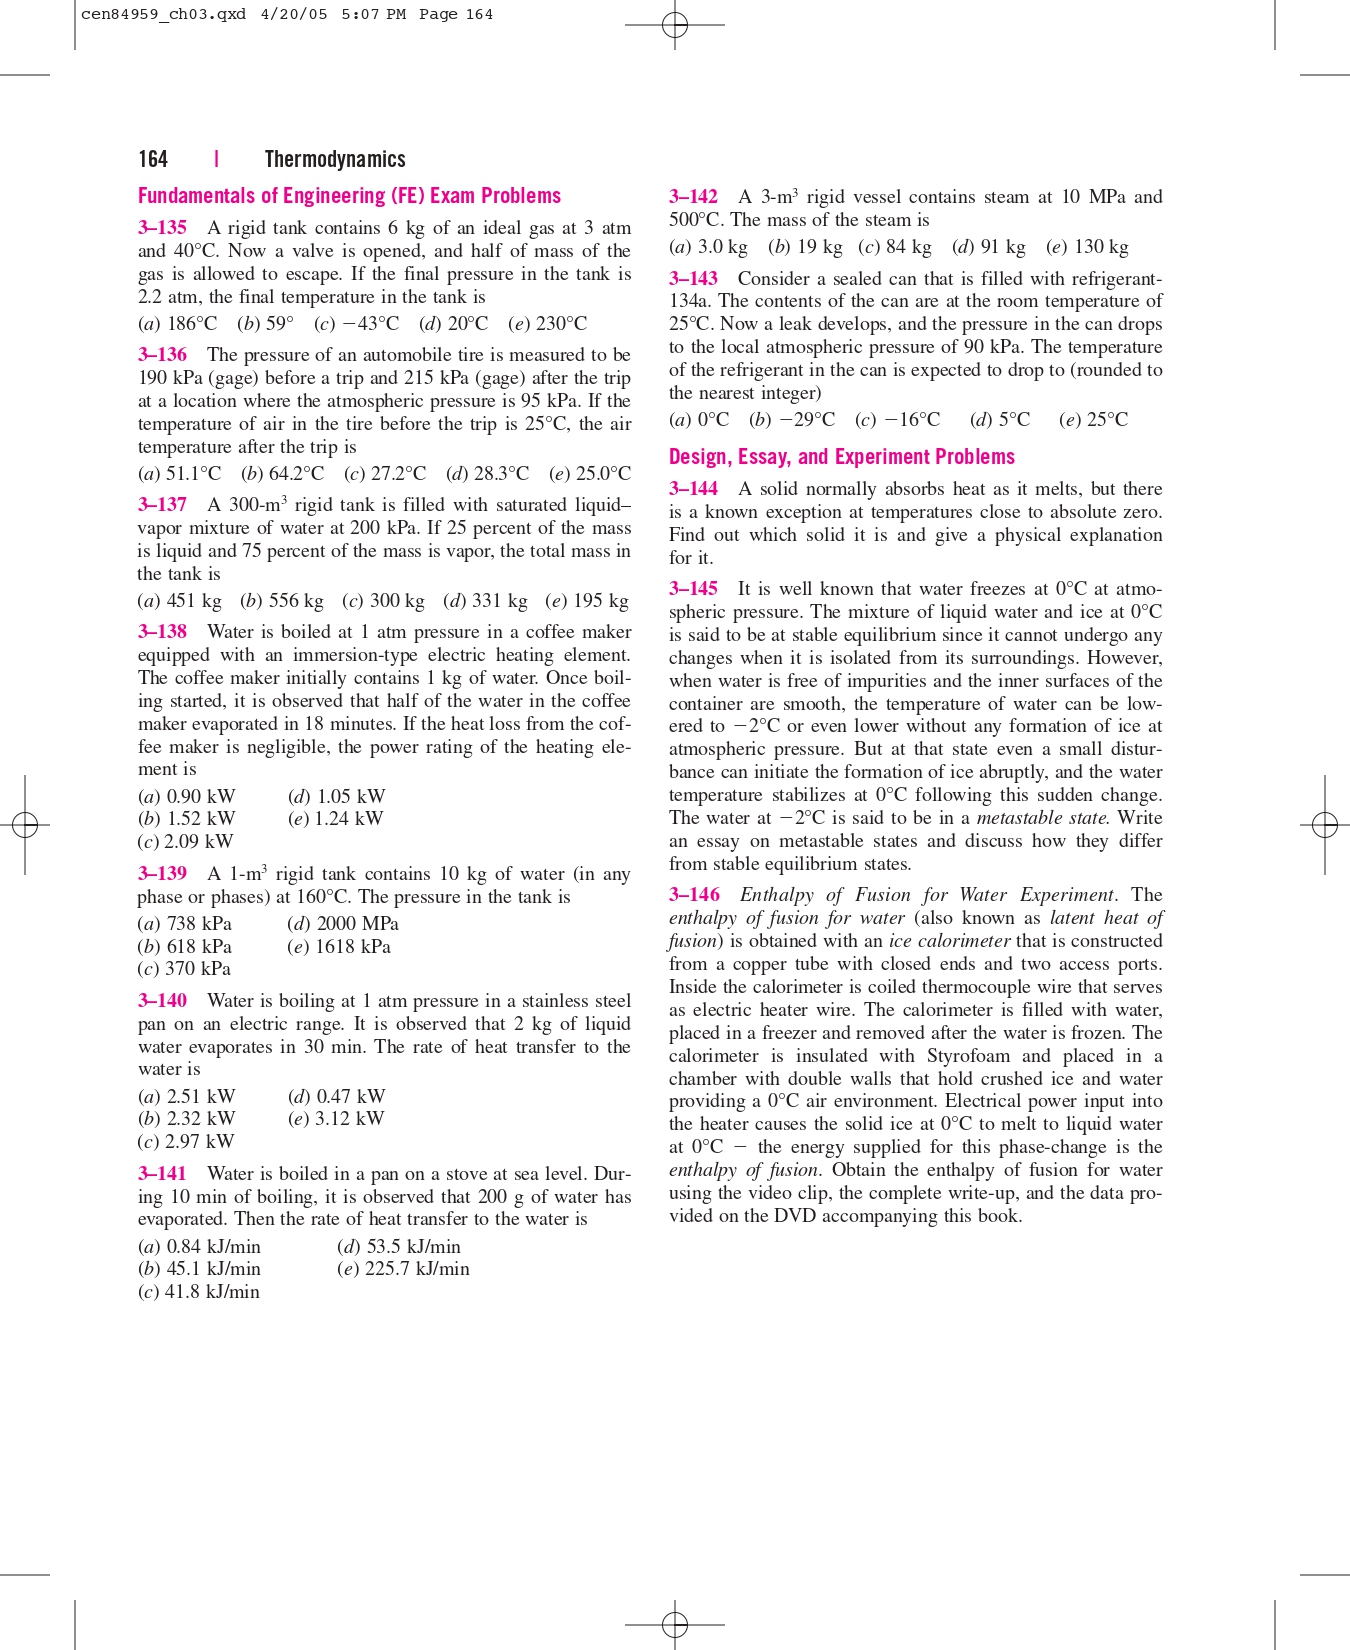 cen84959_ch03.qxd 4/20/05 5:07 PM Page 164
164 | Thermodynamics
Fundamentals of Engineering (FE) Exam Problems
3–135 A rigid tank contains 6 kg of an ideal gas at 3 atm
and 40°C. Now a valve is opened, and half of mass of the
gas is allowed to escape. If the final pressure in the tank is
2.2 atm, the final temperature in the tank is
(a) 186°C (b) 59° (c) −43°C (d) 20°C (e) 230°C
3–136 The pressure of an automobile tire is measured to be
190 kPa (gage) before a trip and 215 kPa (gage) after the trip
at a location where the atmospheric pressure is 95 kPa. If the
temperature of air in the tire before the trip is 25°C, the air
temperature after the trip is
(a) 51.1°C (b) 64.2°C (c) 27.2°C (d) 28.3°C (e) 25.0°C
3–137 A 300-m³ rigid tank is filled with saturated liquid–
vapor mixture of water at 200 kPa. If 25 percent of the mass
is liquid and 75 percent of the mass is vapor, the total mass in
the tank is
(a) 451 kg (b) 556 kg (c) 300 kg (d) 331 kg (e) 195 kg
3–138 Water is boiled at 1 atm pressure in a coffee maker
equipped with an immersion-type electric heating element.
The coffee maker initially contains 1 kg of water. Once boil-
ing started, it is observed that half of the water in the coffee
maker evaporated in 18 minutes. If the heat loss from the cof-
fee maker is negligible, the power rating of the heating ele-
ment is
(a) 0.90 kW (d) 1.05 kW
(b) 1.52 kW (e) 1.24 kW
(c) 2.09 kW
3–139 A 1-m³ rigid tank contains 10 kg of water (in any
phase or phases) at 160°C. The pressure in the tank is
(a) 738 kPa (d) 2000 MPa
(b) 618 kPa (e) 1618 kPa
(c) 370 kPa
3–140 Water is boiling at 1 atm pressure in a stainless steel
pan on an electric range. It is observed that 2 kg of liquid
water evaporates in 30 min. The rate of heat transfer to the
water is
(a) 2.51 kW (d) 0.47 kW
(b) 2.32 kW (e) 3.12 kW
(c) 2.97 kW
3–141 Water is boiled in a pan on a stove at sea level. Dur-
ing 10 min of boiling, it is observed that 200 g of water has
evaporated. Then the rate of heat transfer to the water is
(a) 0.84 kJ/min (d) 53.5 kJ/min
(b) 45.1 kJ/min (e) 225.7 kJ/min
(c) 41.8 kJ/min
3–142 A 3-m³ rigid vessel contains steam at 10 MPa and
500°C. The mass of the steam is
(a) 3.0 kg (b) 19 kg (c) 84 kg (d) 91 kg (e) 130 kg
3–143 Consider a sealed can that is filled with refrigerant-
134a. The contents of the can are at the room temperature of
25°C. Now a leak develops, and the pressure in the can drops
to the local atmospheric pressure of 90 kPa. The temperature
of the refrigerant in the can is expected to drop to (rounded to
the nearest integer)
(a) 0°C (b) −29°C (c) −16°C (d) 5°C (e) 25°C
Design, Essay, and Experiment Problems
3–144 A solid normally absorbs heat as it melts, but there
is a known exception at temperatures close to absolute zero.
Find out which solid it is and give a physical explanation
for it.
3–145 It is well known that water freezes at 0°C at atmo-
spheric pressure. The mixture of liquid water and ice at 0°C
is said to be at stable equilibrium since it cannot undergo any
changes when it is isolated from its surroundings. However,
when water is free of impurities and the inner surfaces of the
container are smooth, the temperature of water can be low-
ered to −2°C or even lower without any formation of ice at
atmospheric pressure. But at that state even a small distur-
bance can initiate the formation of ice abruptly, and the water
temperature stabilizes at 0°C following this sudden change.
The water at −2°C is said to be in a metastable state. Write
an essay on metastable states and discuss how they differ
from stable equilibrium states.
3–146 Enthalpy of Fusion for Water Experiment. The
enthalpy of fusion for water (also known as latent heat of
fusion) is obtained with an ice calorimeter that is constructed
from a copper tube with closed ends and two access ports.
Inside the calorimeter is coiled thermocouple wire that serves
as electric heater wire. The calorimeter is filled with water,
placed in a freezer and removed after the water is frozen. The
calorimeter is insulated with Styrofoam and placed in a
chamber with double walls that hold crushed ice and water
providing a 0°C air environment. Electrical power input into
the heater causes the solid ice at 0°C to melt to liquid water
at 0°C − the energy supplied for this phase-change is the
enthalpy of fusion. Obtain the enthalpy of fusion for water
using the video clip, the complete write-up, and the data pro-
vided on the DVD accompanying this book.